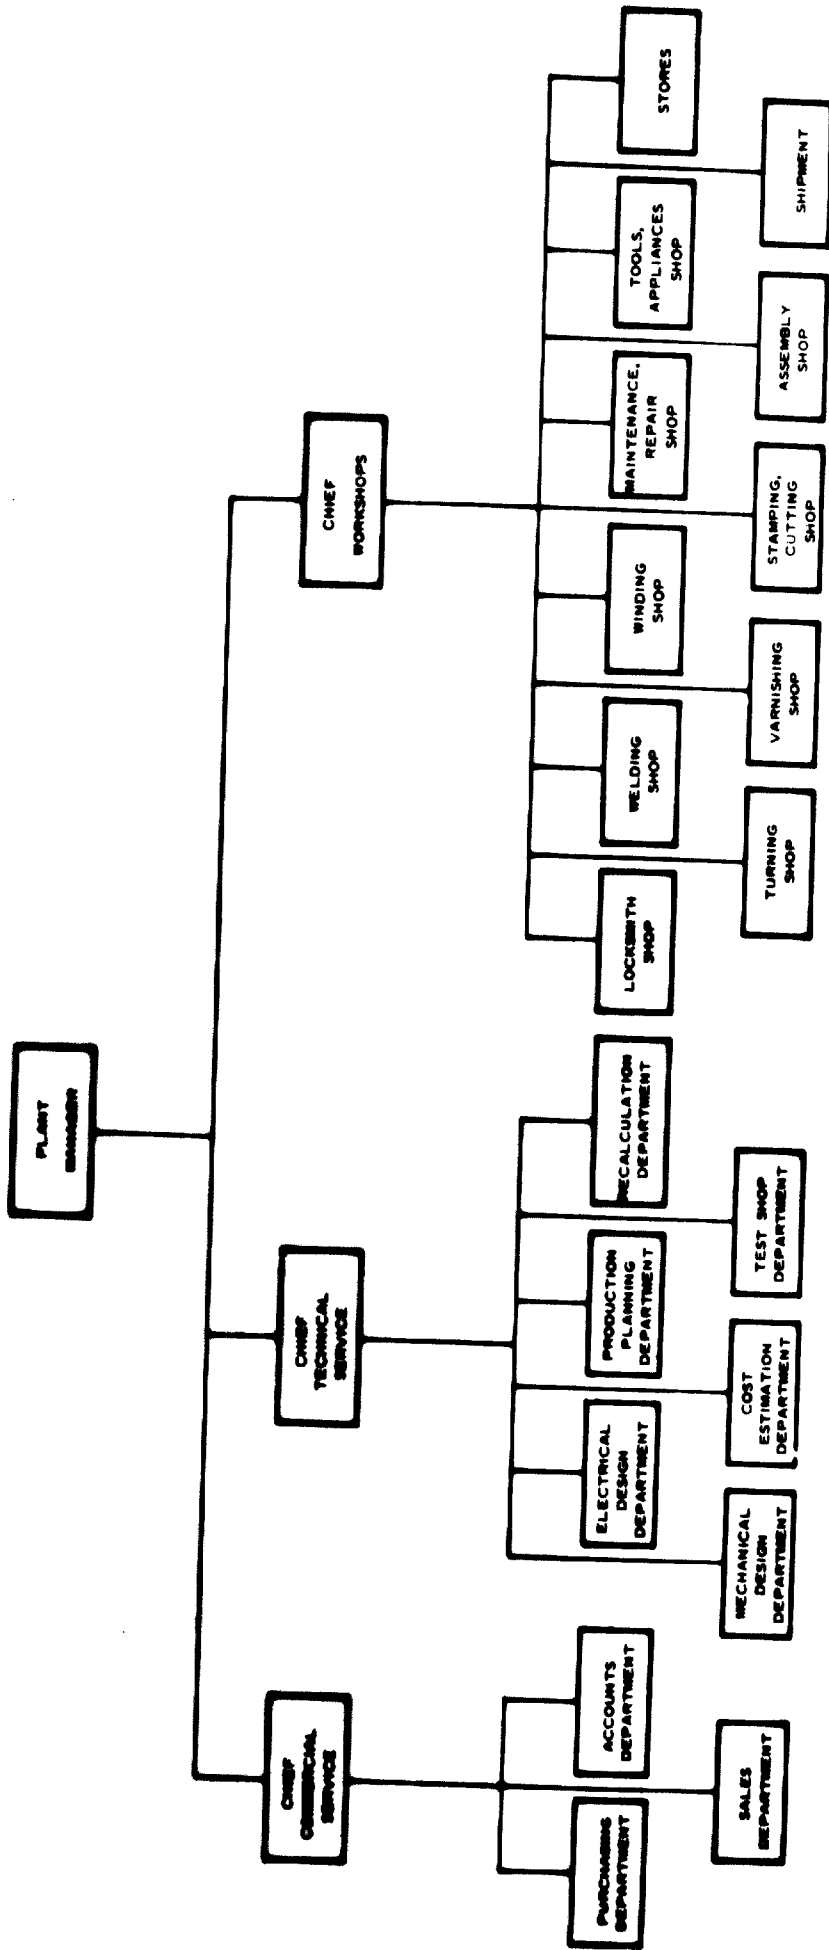 PLANT
MANAGER
CHIEF
COMMERCIAL
SERVICE
CHIEF
TECHNICAL
SERVICE
CHIEF
WORKSHOPS
PURCHASING
DEPARTMENT
ACCOUNTS
DEPARTMENT
SALES
DEPARTMENT
ELECTRICAL
DESIGN
DEPARTMENT
PRODUCTION
PLANNING
DEPARTMENT
RECALCULATION
DEPARTMENT
MECHANICAL
DESIGN
DEPARTMENT
COST
ESTIMATION
DEPARTMENT
TEST SHOP
DEPARTMENT
LOCKSMITH
SHOP
WELDING
SHOP
WINDING
SHOP
MAINTENANCE,
REPAIR
SHOP
TOOLS,
APPLIANCES
SHOP
STORES
TURNING
SHOP
VARNISHING
SHOP
STAMPING,
CUTTING
SHOP
ASSEMBLY
SHOP
SHIPMENT